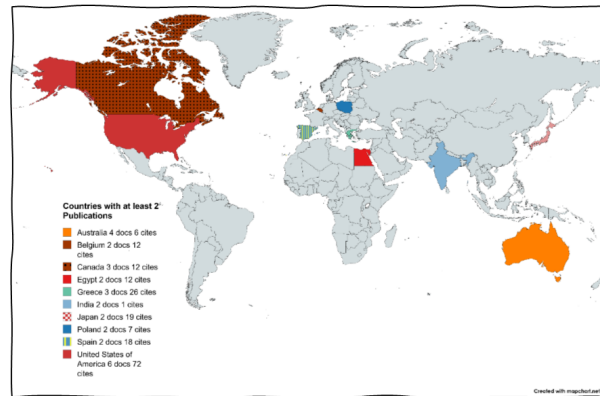 Countries with at least 2
Publications
Australia 4 docs 6 cites
Belgium 2 docs 12
cites
Canada 3 docs 12 cites
Egypt 2 docs 12 cites
Greece 3 docs 26 cites
India 2 docs 1 cites
Japan 2 docs 19 cites
Poland 2 docs 7 cites
Spain 2 docs 18 cites
United States of
America 6 docs 72
cites
Created with mapchart.net